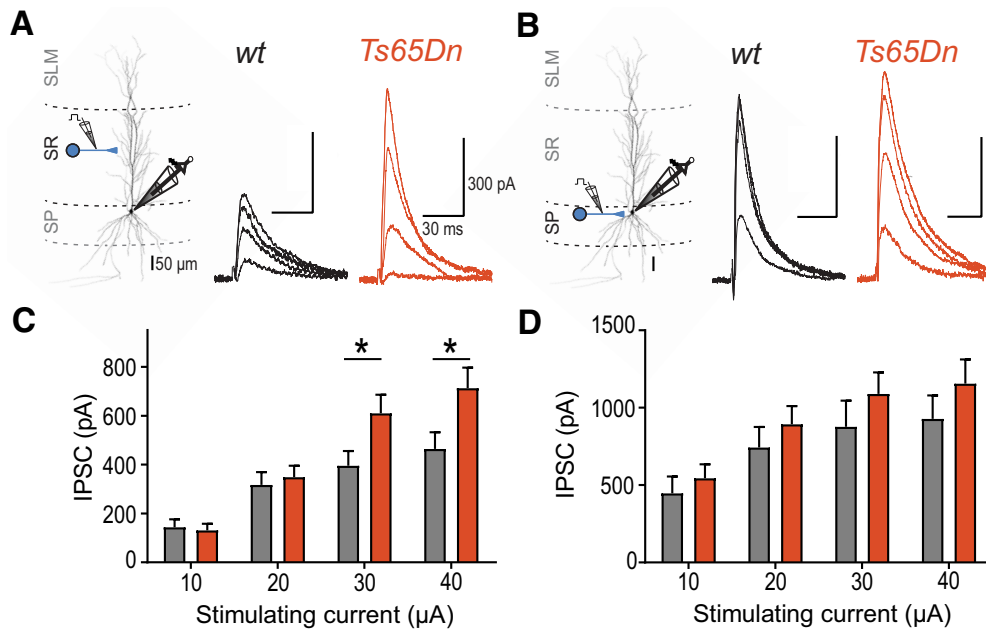 A
wt
Ts65Dn
SLM
SR
SP
300 pA
30 ms
50 µm
B
wt
Ts65Dn
SLM
SR
SP
C
IPSC (pA)
800
600
400
200
0
* *
10 20 30 40
Stimulating current (µA)
D
IPSC (pA)
1500
1000
500
0
10 20 30 40
Stimulating current (µA)